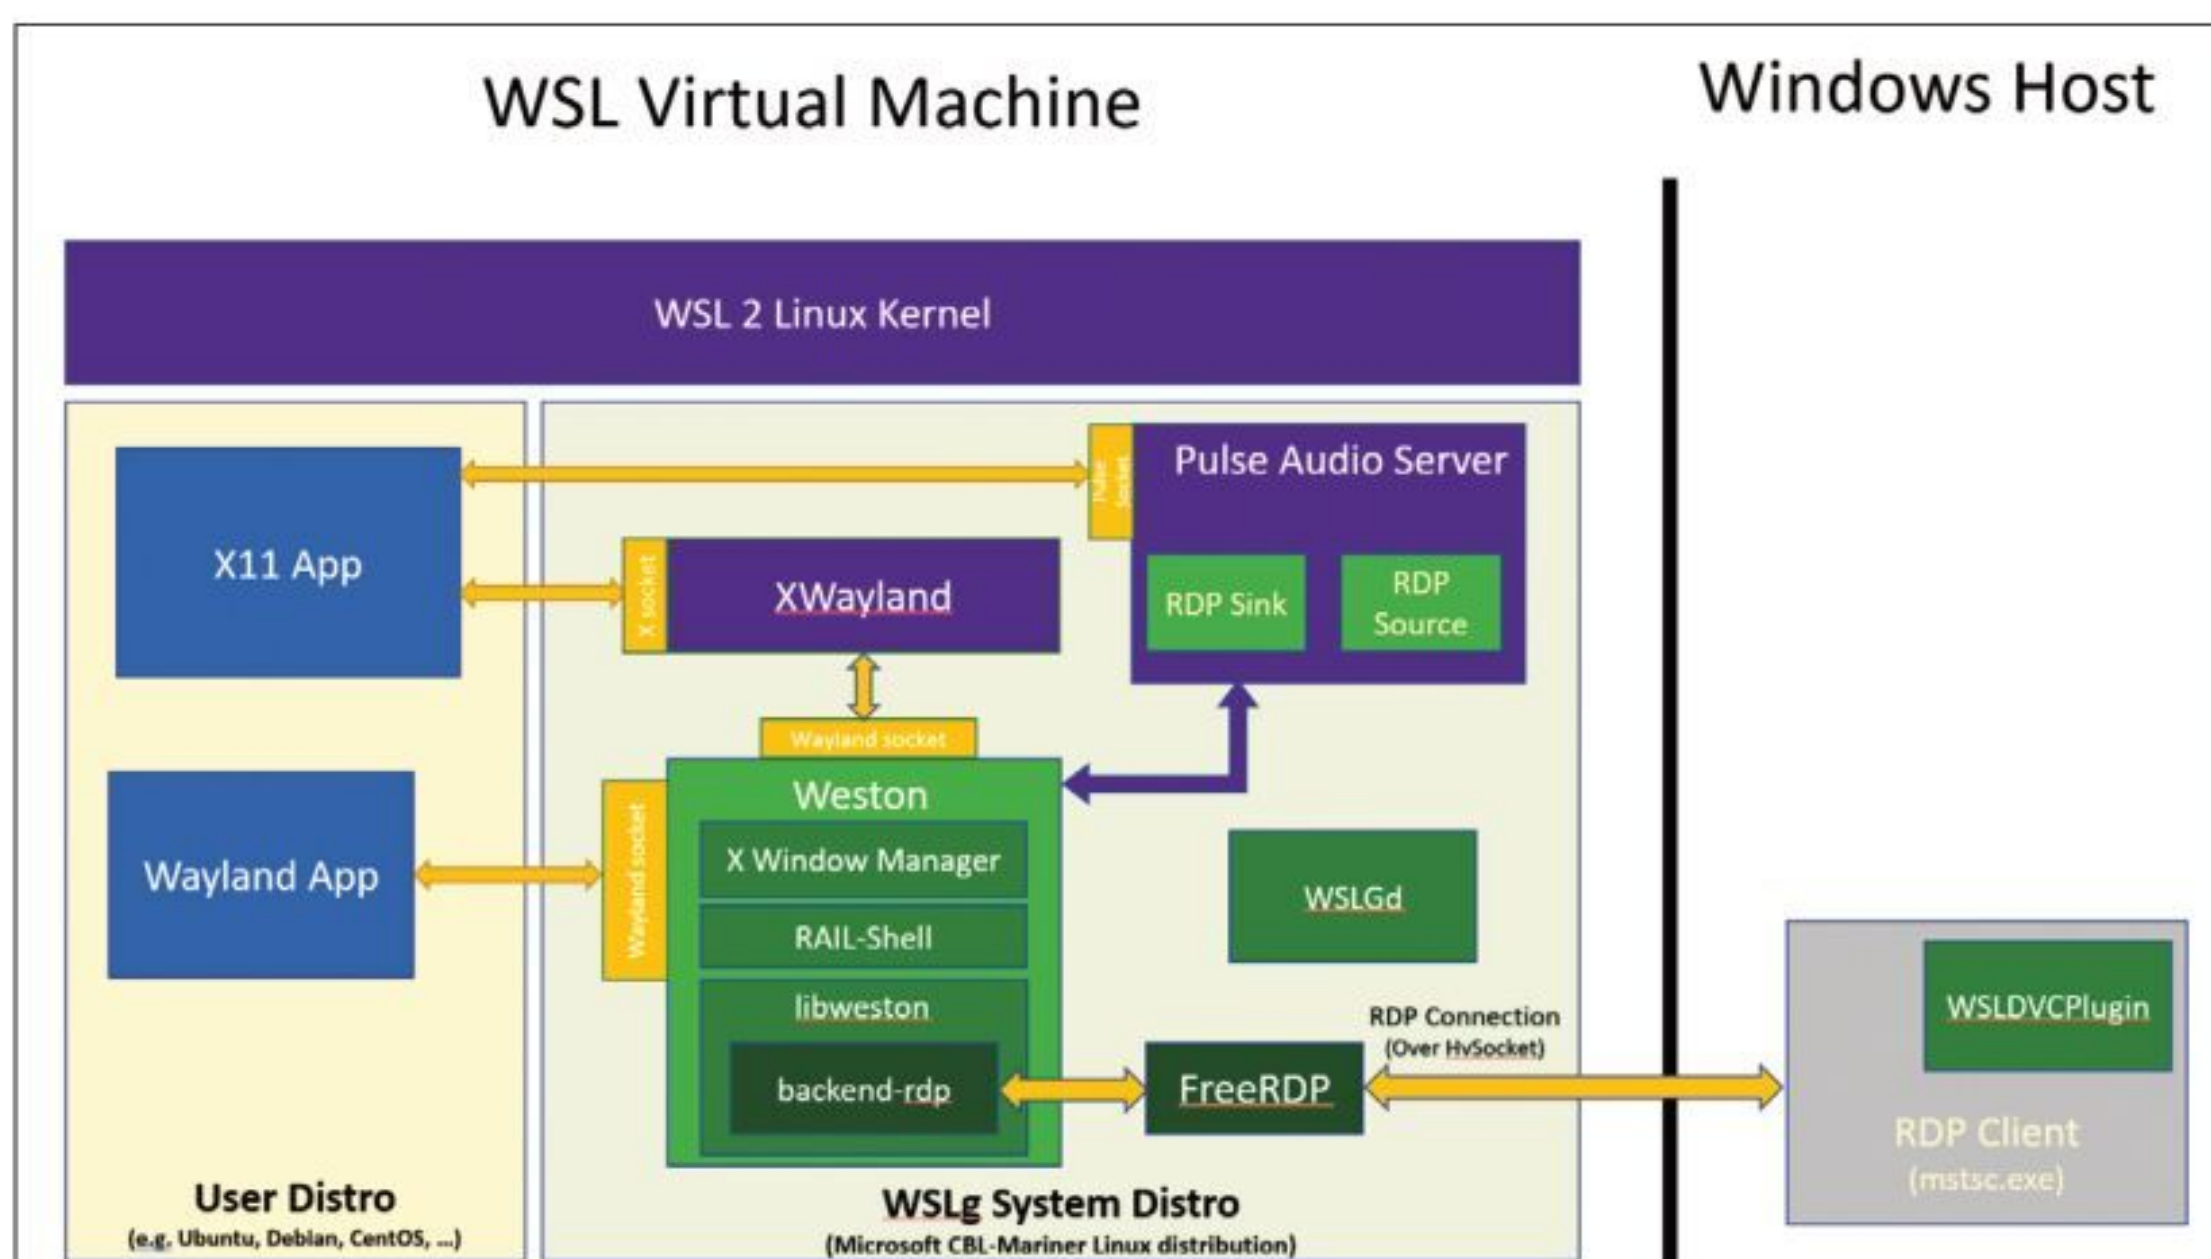 WSL Virtual Machine
Windows Host
WSL 2 Linux Kernel
X11 App
Pulse
Socket
Pulse Audio Server
RDP Sink
RDP
Source
X socket
XWayland
Wayland socket
Wayland App
Wayland socket
Weston
X Window Manager
RAIL-Shell
libweston
backend-rdp
WSLGd
FreeRDP
RDP Connection
(Over HvSocket)
WSLDVCPlugin
RDP Client
(mstsc.exe)
User Distro
(e.g. Ubuntu, Debian, CentOS, ...)
WSLg System Distro
(Microsoft CBL-Mariner Linux distribution)